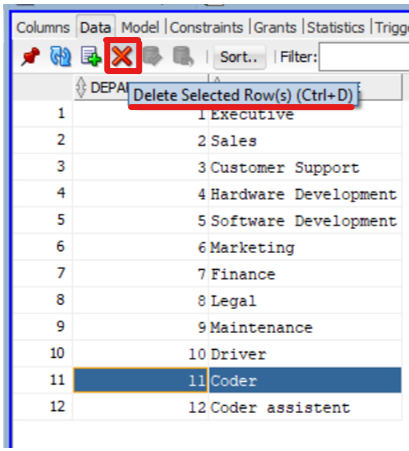 Columns Data Model |Constraints |Grants |Statistics |Trigg
Sort.. Filter:
DEPA
Delete Selected Row(s) (Ctrl+D)
1 1 Executive
2 2 Sales
3 3 Customer Support
4 4 Hardware Development
5 5 Software Development
6 6 Marketing
7 7 Finance
8 8 Legal
9 9 Maintenance
10 10 Driver
11 11 Coder
12 12 Coder assistent